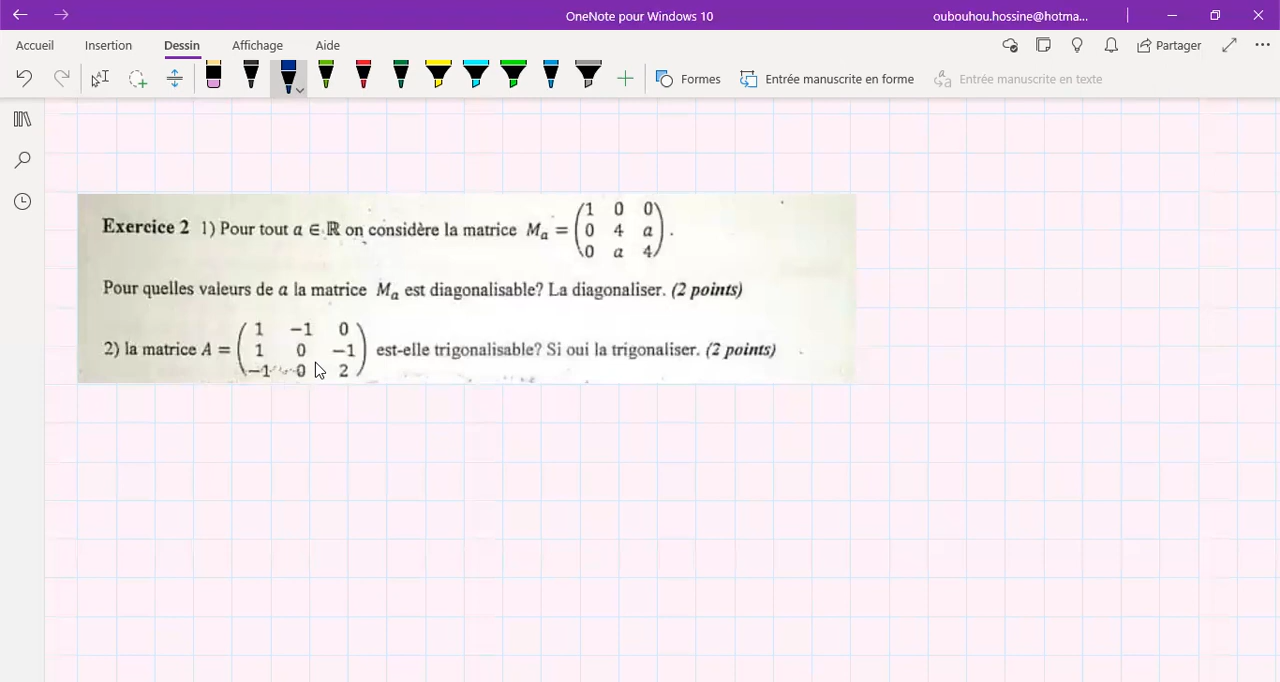 OneNote pour Windows 10
oubouhou.hossine@hotma...
Accueil Insertion Dessin Affichage Aide Partager
Formes Entrée manuscrite en forme Entrée manuscrite en texte
Exercice 2 1) Pour tout a ∈ ℝ on considère la matrice Mₐ = (1 0 0
0 4 a
0 a 4).
Pour quelles valeurs de a la matrice Mₐ est diagonalisable? La diagonaliser. (2 points)
2) la matrice A = (1 −1 0
1 0 −1
−1 0 2) est-elle trigonalisable? Si oui la trigonaliser. (2 points)